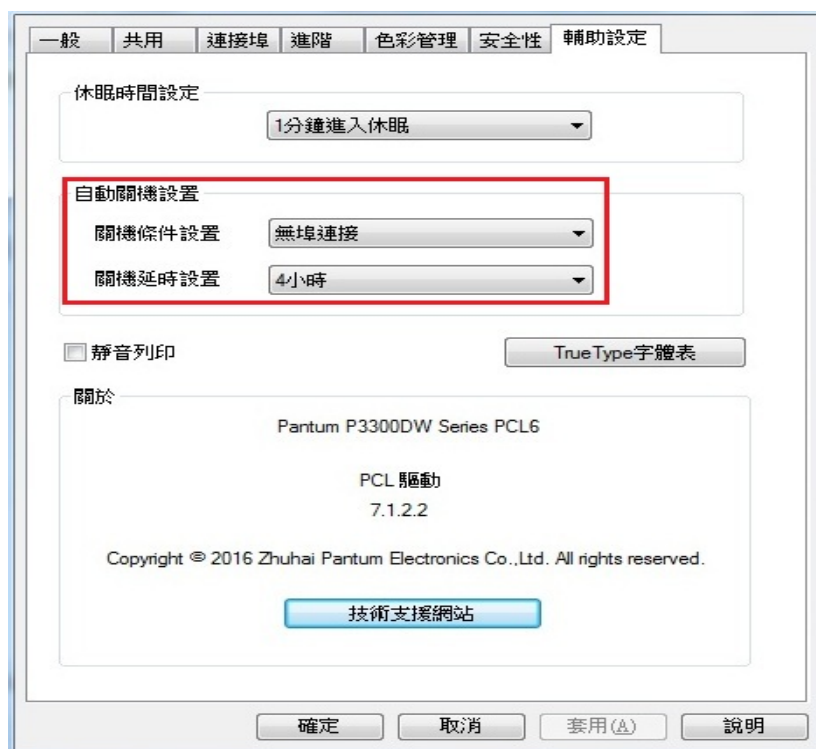 一般 共用 連接埠 進階 色彩管理 安全性 輔助設定
休眠時間設定
1分鐘進入休眠
自動關機設置
關機條件設置 無埠連接
關機延時設置 4小時
靜音列印 TrueType字體表
關於
Pantum P3300DW Series PCL6
PCL 驅動
7.1.2.2
Copyright © 2016 Zhuhai Pantum Electronics Co.,Ltd. All rights reserved.
技術支援網站
確定 取消 套用(A) 說明